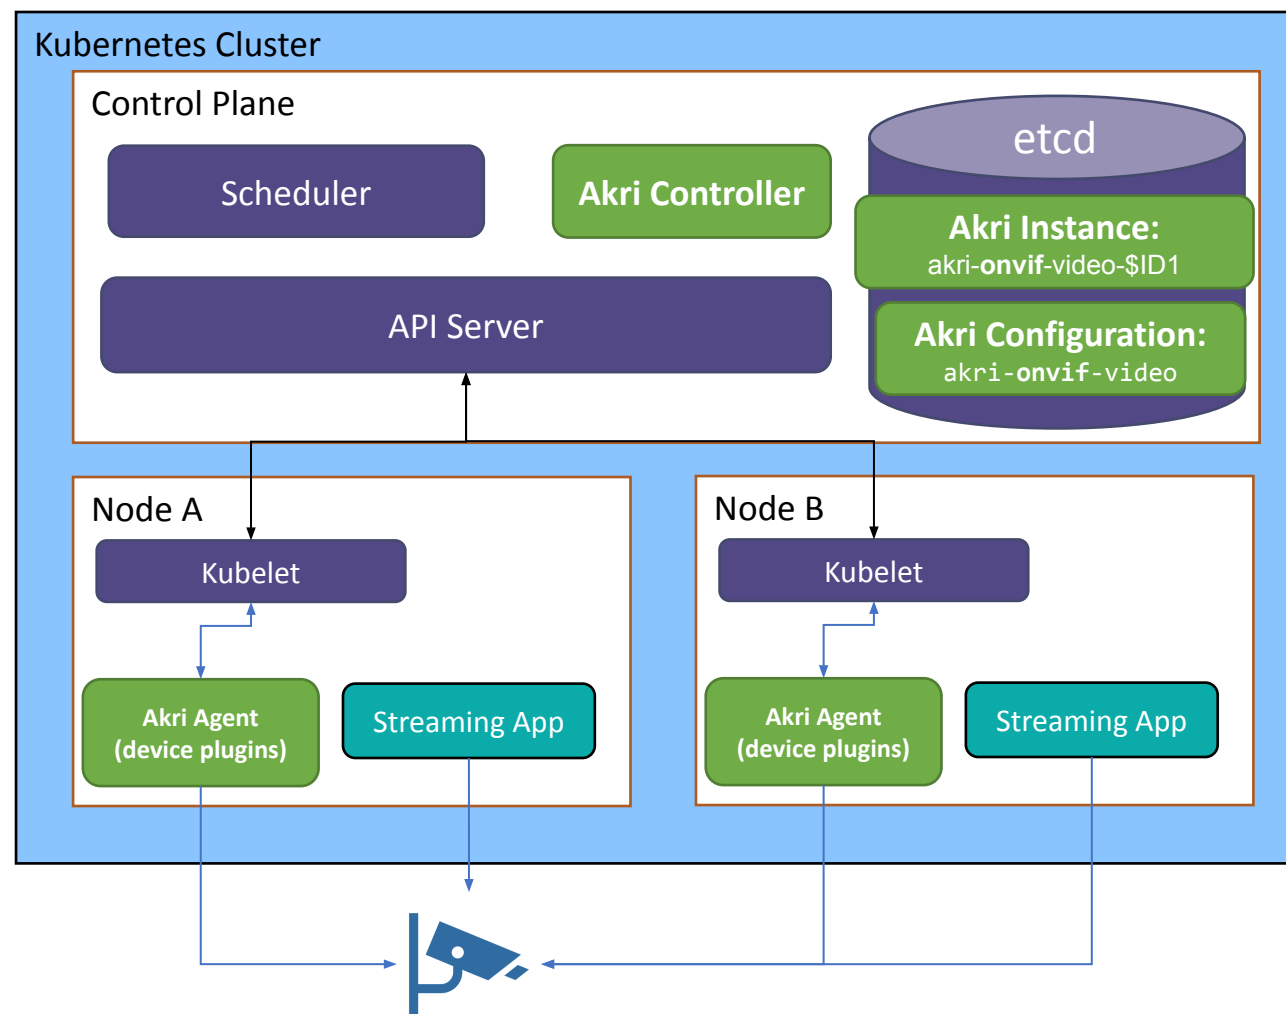 Kubernetes Cluster
Control Plane
Scheduler
Akri Controller
etcd
Akri Instance:
akri-onvif-video-$ID1
API Server
Akri Configuration:
akri-onvif-video
Node A
Kubelet
Akri Agent
(device plugins)
Streaming App
Node B
Kubelet
Akri Agent
(device plugins)
Streaming App